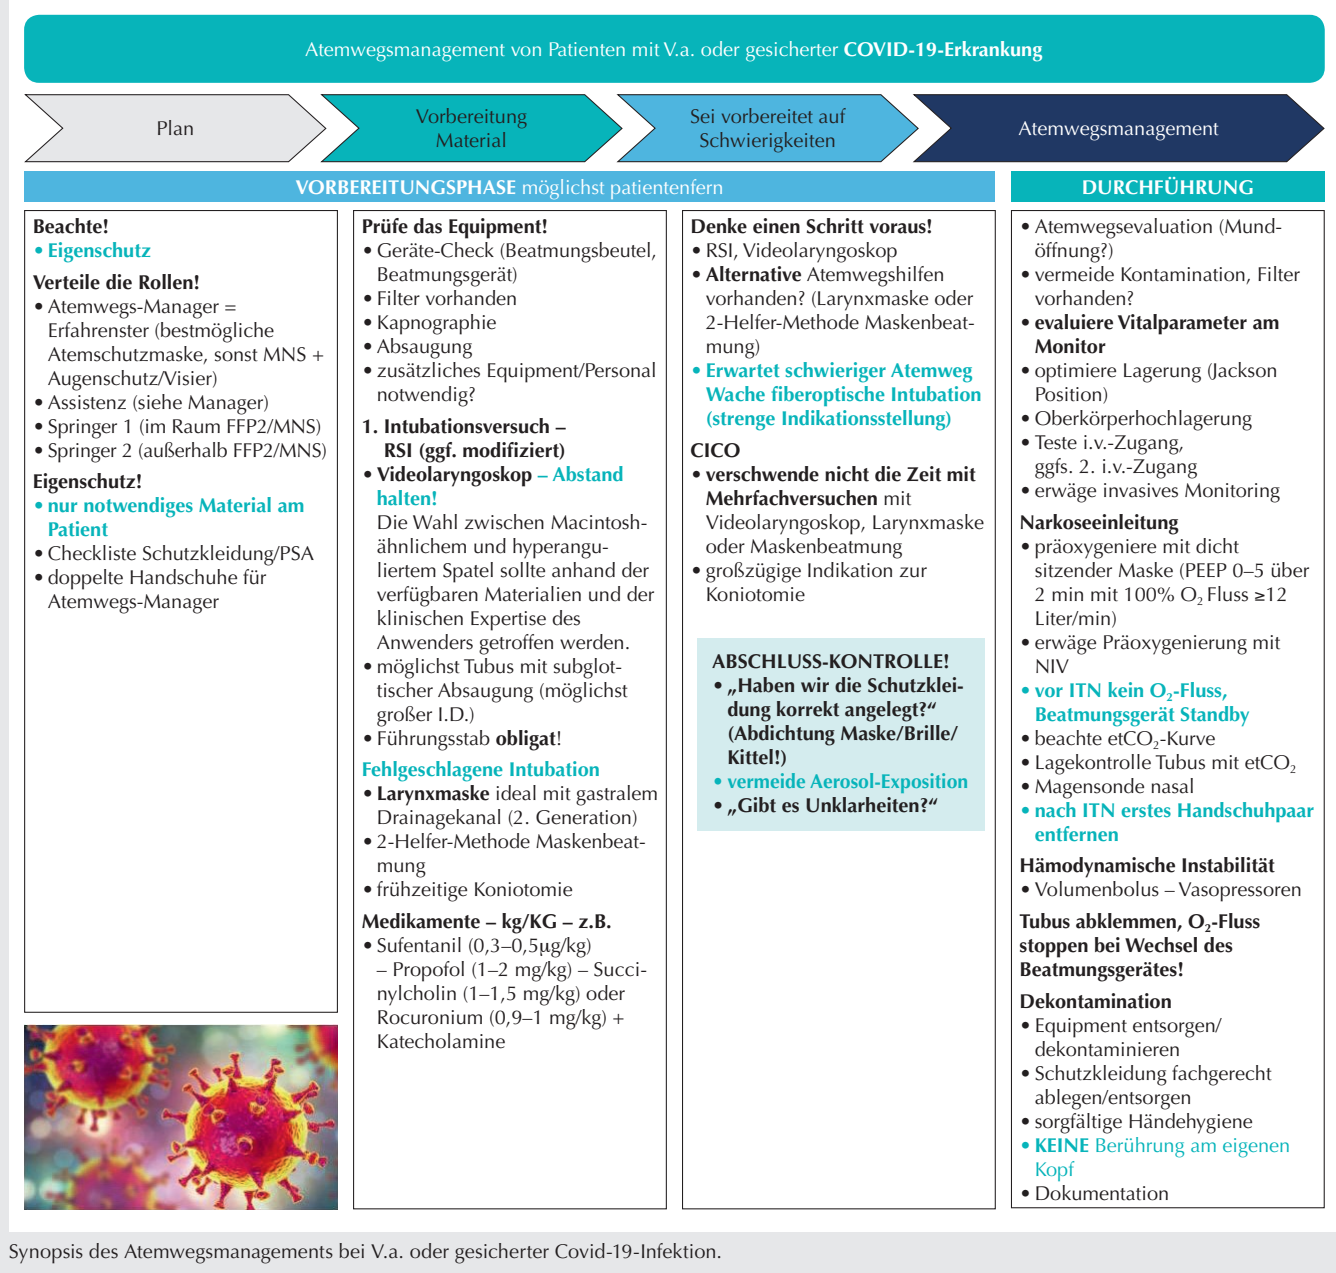 Atemwegsmanagement von Patienten mit V.a. oder gesicherter COVID-19-Erkrankung
Plan
Vorbereitung
Material
Sei vorbereitet auf
Schwierigkeiten
Atemwegsmanagement
VORBEREITUNGSPHASE möglichst patientenfern
DURCHFÜHRUNG
Beachte!
• Eigenschutz
Verteile die Rollen!
• Atemwegs-Manager =
Erfahrenster (bestmögliche
Atemschutzmaske, sonst MNS +
Augenschutz/Visier)
• Assistenz (siehe Manager)
• Springer 1 (im Raum FFP2/MNS)
• Springer 2 (außerhalb FFP2/MNS)
Eigenschutz!
• nur notwendiges Material am
Patient
• Checkliste Schutzkleidung/PSA
• doppelte Handschuhe für
Atemwegs-Manager
Prüfe das Equipment!
• Geräte-Check (Beatmungsbeutel,
Beatmungsgerät)
• Filter vorhanden
• Kapnographie
• Absaugung
• zusätzliches Equipment/Personal
notwendig?
1. Intubationsversuch –
RSI (ggf. modifiziert)
• Videolaryngoskop – Abstand
halten!
Die Wahl zwischen Macintosh-
ähnlichem und hyperangu-
liertem Spatel sollte anhand der
verfügbaren Materialien und der
klinischen Expertise des
Anwenders getroffen werden.
• möglichst Tubus mit subglot-
tischer Absaugung (möglichst
großer I.D.)
• Führungsstab obligat!
Fehlgeschlagene Intubation
• Larynxmaske ideal mit gastralem
Drainagekanal (2. Generation)
• 2-Helfer-Methode Maskenbeat-
mung
• frühzeitige Koniotomie
Medikamente – kg/KG – z.B.
• Sufentanil (0,3–0,5µg/kg)
– Propofol (1–2 mg/kg) – Succi-
nylcholin (1–1,5 mg/kg) oder
Rocuronium (0,9–1 mg/kg) +
Katecholamine
Denke einen Schritt voraus!
• RSI, Videolaryngoskop
• Alternative Atemwegshilfen
vorhanden? (Larynxmaske oder
2-Helfer-Methode Maskenbeat-
mung)
• Erwartet schwieriger Atemweg
Wache fiberoptische Intubation
(strenge Indikationsstellung)
CICO
• verschwende nicht die Zeit mit
Mehrfachversuchen mit
Videolaryngoskop, Larynxmaske
oder Maskenbeatmung
• großzügige Indikation zur
Koniotomie
ABSCHLUSS-KONTROLLE!
• „Haben wir die Schutzklei-
dung korrekt angelegt?“
(Abdichtung Maske/Brille/
Kittel!)
• vermeide Aerosol-Exposition
• „Gibt es Unklarheiten?“
• Atemwegsevaluation (Mund-
öffnung?)
• vermeide Kontamination, Filter
vorhanden?
• evaluiere Vitalparameter am
Monitor
• optimiere Lagerung (Jackson
Position)
• Oberkörperhochlagerung
• Teste i.v.-Zugang,
ggfs. 2. i.v.-Zugang
• erwäge invasives Monitoring
Narkoseeinleitung
• präoxygeniere mit dicht
sitzender Maske (PEEP 0–5 über
2 min mit 100% O₂ Fluss ≥12
Liter/min)
• erwäge Präoxygenierung mit
NIV
• vor ITN kein O₂-Fluss,
Beatmungsgerät Standby
• beachte etCO₂-Kurve
• Lagekontrolle Tubus mit etCO₂
• Magensonde nasal
• nach ITN erstes Handschuhpaar
entfernen
Hämodynamische Instabilität
• Volumenbolus – Vasopressoren
Tubus abklemmen, O₂-Fluss
stoppen bei Wechsel des
Beatmungsgerätes!
Dekontamination
• Equipment entsorgen/
dekontaminieren
• Schutzkleidung fachgerecht
ablegen/entsorgen
• sorgfältige Händehygiene
• KEINE Berührung am eigenen
Kopf
• Dokumentation
Synopsis des Atemwegsmanagements bei V.a. oder gesicherter Covid-19-Infektion.